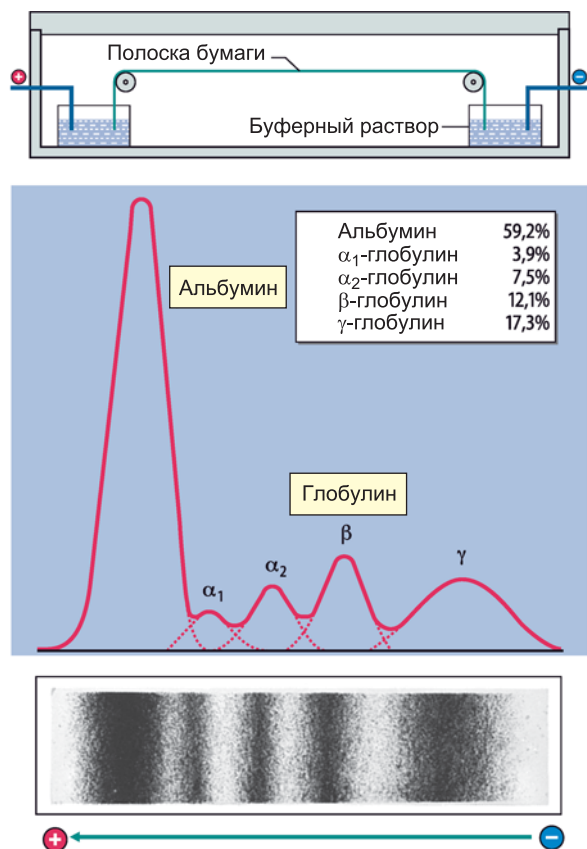 Полоска бумаги
+
−
Буферный раствор
Альбумин 59,2%
α₁-глобулин 3,9%
α₂-глобулин 7,5%
β-глобулин 12,1%
γ-глобулин 17,3%
Альбумин
Глобулин
α₁
α₂
β
γ
+
−